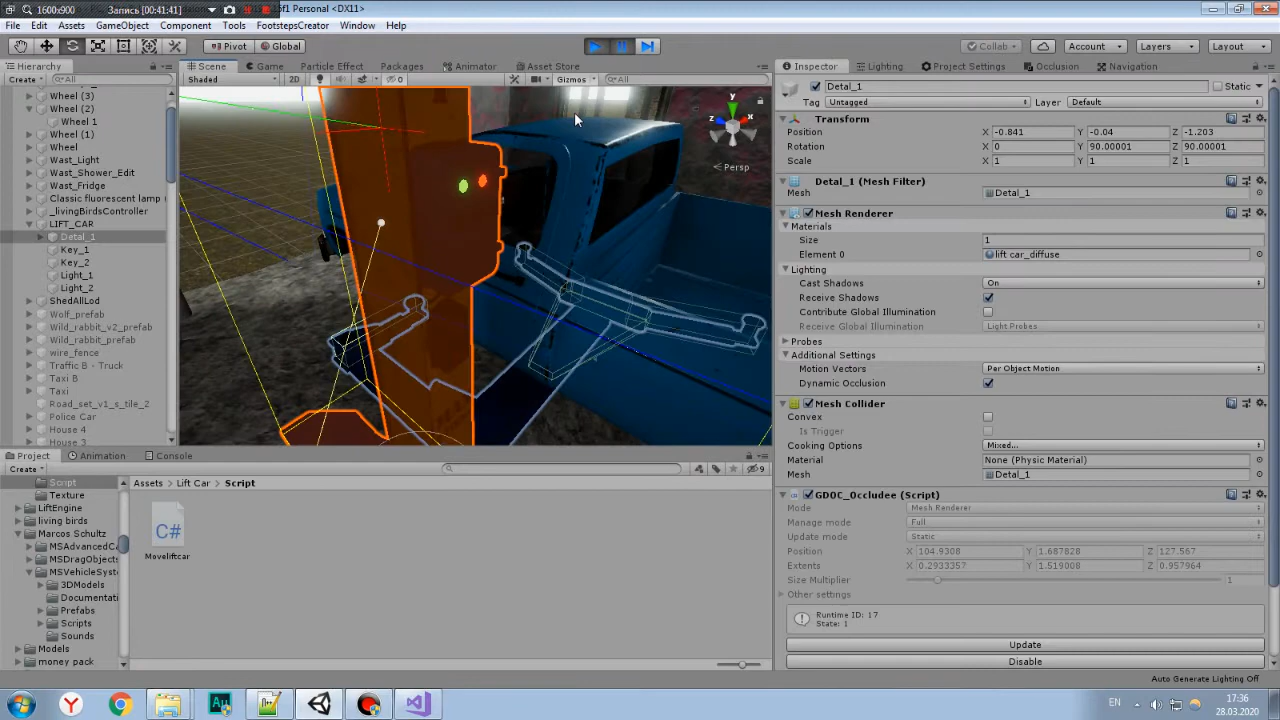 1600x900 Запись [00:41:41] of1 Personal <DX11>
File Edit Assets GameObject Component Tools FootstepsCreator Window Help
Pivot Global Collab Account Layers Layout
Hierarchy Scene Game Particle Effect Packages Animator Asset Store Inspector Lighting Project Settings Occlusion Navigation
Create All Shaded 2D 0 Gizmos All
Detal_1 Static
Tag Untagged Layer Default
Wheel (3)
Wheel (2)
Wheel 1
Wheel (1)
Wheel
Wast_Light
Wast_Shower_Edit
Wast_Fridge
Classic fluorescent lamp (
_livingBirdsController
LIFT_CAR
Detal_1
Key_1
Key_2
Light_1
Light_2
ShedAllLod
Wolf_prefab
Wild_rabbit_v2_prefab
Wild_rabbit_prefab
wire_fence
Traffic B - Truck
Taxi B
Taxi
Road_set_v1_s_tile_2
Police Car
House 4
House 3
y
x
z
Persp
Transform
Position X -0.841 Y -0.04 Z -1.203
Rotation X 0 Y 90.00001 Z 90.00001
Scale X 1 Y 1 Z 1
Detal_1 (Mesh Filter)
Mesh Detal_1
Mesh Renderer
Materials
Size 1
Element 0 lift car_diffuse
Lighting
Cast Shadows On
Receive Shadows
Contribute Global Illumination
Receive Global Illumination Light Probes
Probes
Additional Settings
Motion Vectors Per Object Motion
Dynamic Occlusion
Mesh Collider
Convex
Is Trigger
Cooking Options Mixed...
Material None (Physic Material)
Mesh Detal_1
GDOC_Occludee (Script)
Mode Mesh Renderer
Manage mode Full
Update mode Static
Position X 104.9308 Y 1.687828 Z 127.567
Extents X 0.2933357 Y 1.519008 Z 0.957964
Size Multiplier 1
Other settings
Runtime ID: 17
State: 1
Update
Disable
Auto Generate Lighting Off
Project Animation Console
Create 9
Assets Lift Car Script
Script
Texture
LiftEngine
living birds
Marcos Schultz
MSAdvancedC
MSDragObjects
MSVehicleSyst
3DModels
Documentati
Prefabs
Scripts
Sounds
Models
money pack
C#
Moveliftcar
EN
17:36
28.03.2020